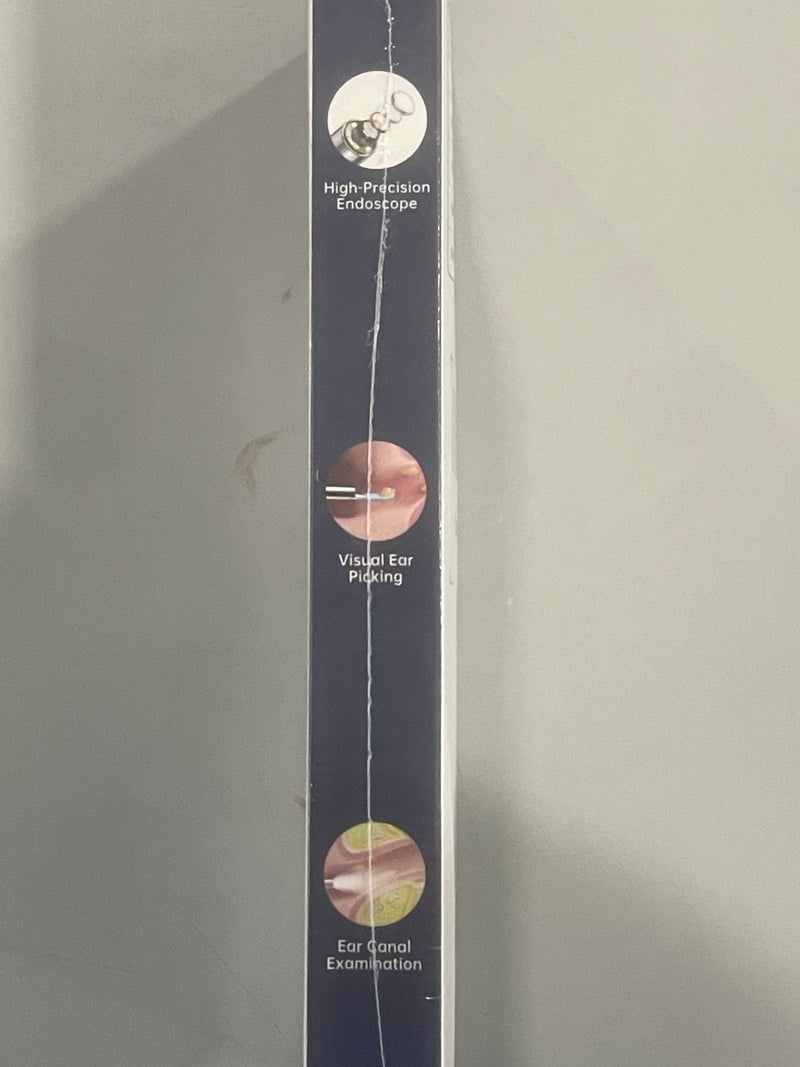 High-Precision
Endoscope
Visual Ear
Picking
Ear Canal
Examination